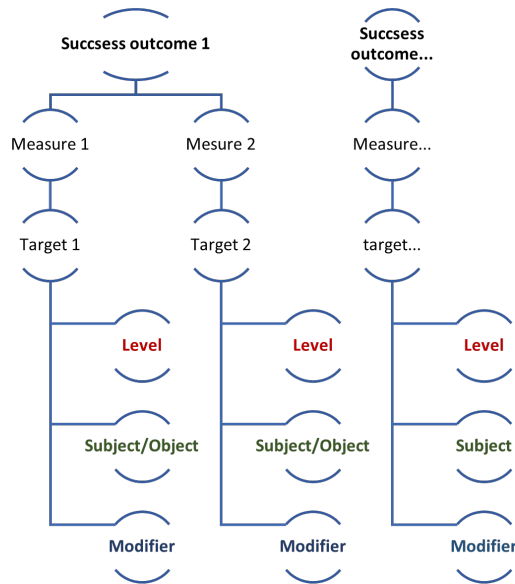 Succsess outcome 1
Succsess
outcome...
Measure 1
Mesure 2
Measure...
Target 1
Target 2
target...
Level
Level
Level
Subject/Object
Subject/Object
Subject
Modifier
Modifier
Modifier